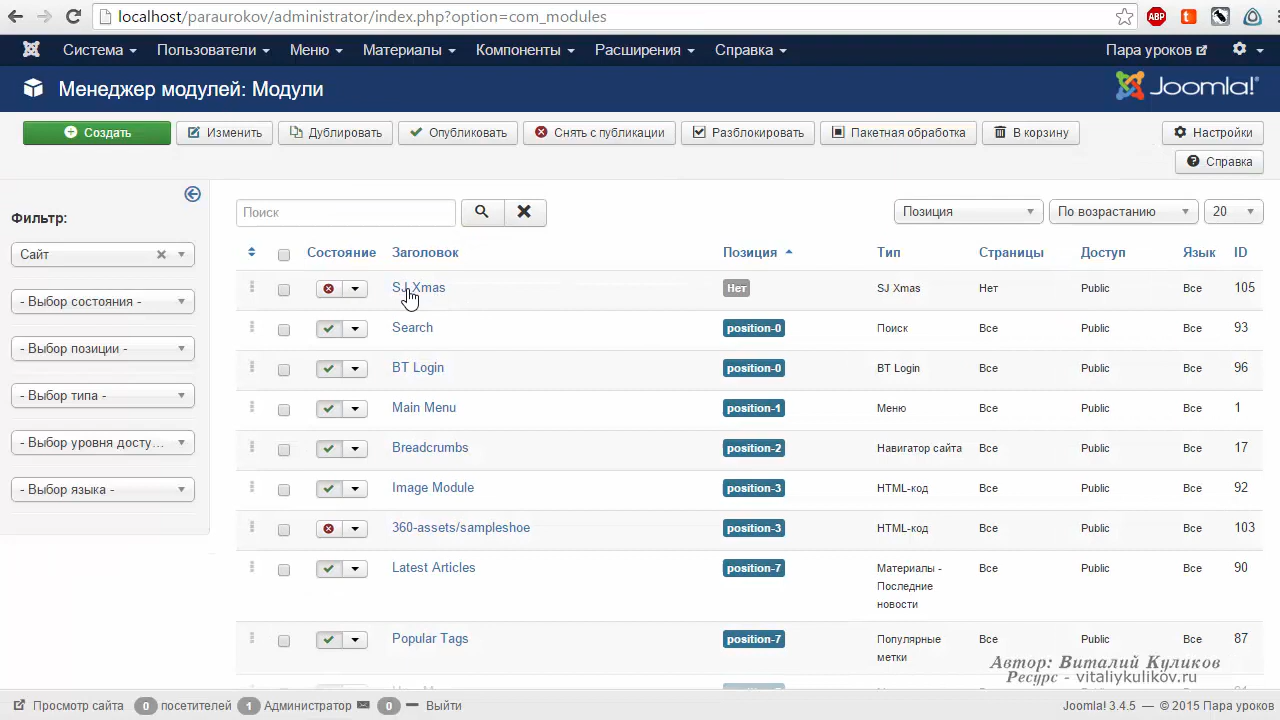 localhost/paraurokov/administrator/index.php?option=com_modules
ABP
Система Пользователи Меню Материалы Компоненты Расширения Справка Пара уроков
Менеджер модулей: Модули Joomla!
Создать Изменить Дублировать Опубликовать Снять с публикации Разблокировать Пакетная обработка В корзину Настройки
Справка
Фильтр:
Сайт
- Выбор состояния -
- Выбор позиции -
- Выбор типа -
- Выбор уровня досту...
- Выбор языка -
Поиск Позиция По возрастанию 20
Состояние Заголовок Позиция Тип Страницы Доступ Язык ID
SJ Xmas Нет SJ Xmas Нет Public Все 105
Search position-0 Поиск Все Public Все 93
BT Login position-0 BT Login Все Public Все 96
Main Menu position-1 Меню Все Public Все 1
Breadcrumbs position-2 Навигатор сайта Все Public Все 17
Image Module position-3 HTML-код Все Public Все 92
360-assets/sampleshoe position-3 HTML-код Все Public Все 103
Latest Articles position-7 Материалы - Все Public Все 90
Последние
новости
Popular Tags position-7 Популярные Все Public Все 87
метки
Автор: Виталий Куликов
Ресурс - vitaliykulikov.ru
Просмотр сайта 0 посетителей 1 Администратор 0 Выйти Joomla! 3.4.5 — © 2015 Пара уроков